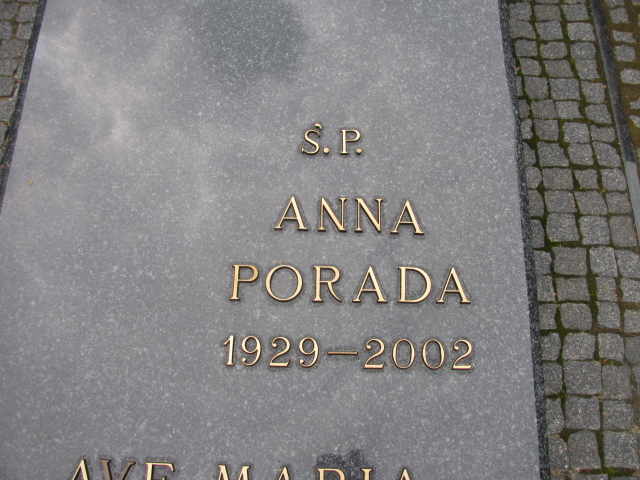 Ś.P.
ANNA
PORADA
1929–2002
AVE MARIA